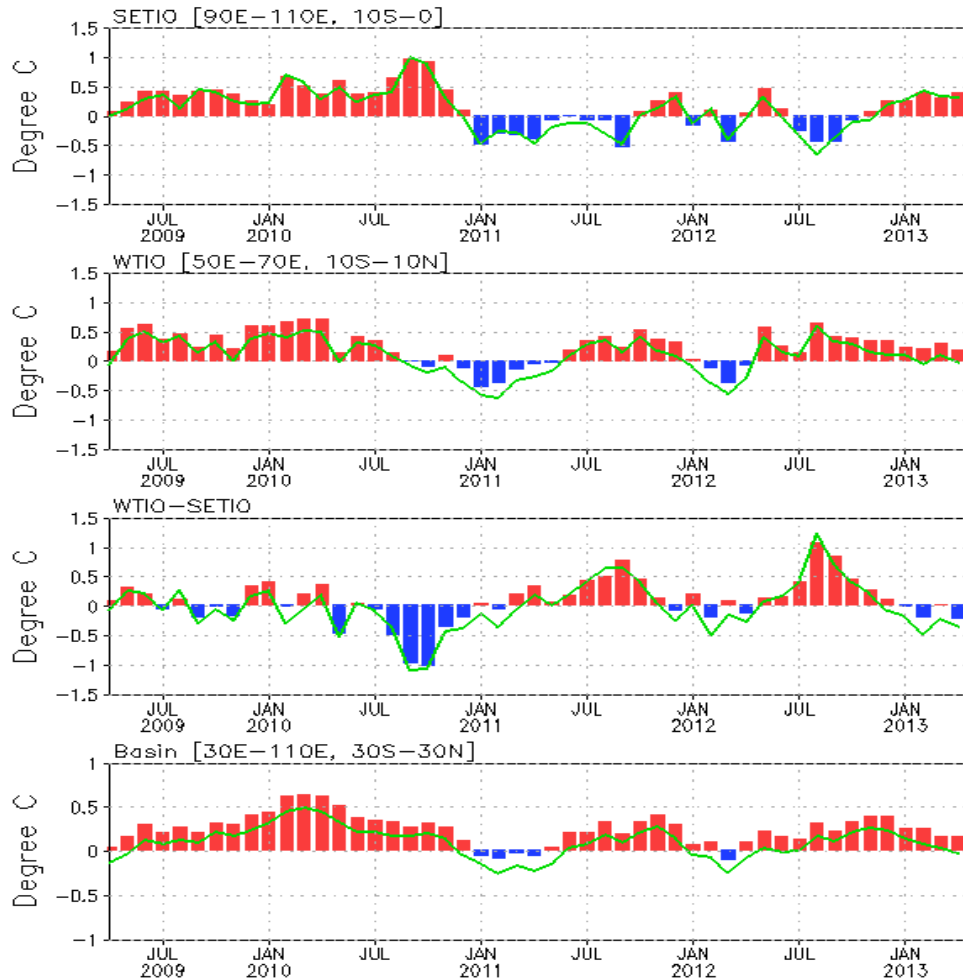 SETIO [90E-110E, 10S-0]
Degree C
1.5
1
0.5
0
-0.5
-1
-1.5
JUL JAN JUL JAN JUL JAN JUL JAN
2009 2010 2011 2012 2013
WTIO [50E-70E, 10S-10N]
Degree C
1.5
1
0.5
0
-0.5
-1
-1.5
JUL JAN JUL JAN JUL JAN JUL JAN
2009 2010 2011 2012 2013
WTIO-SETIO
Degree C
1.5
1
0.5
0
-0.5
-1
-1.5
JUL JAN JUL JAN JUL JAN JUL JAN
2009 2010 2011 2012 2013
Basin [30E-110E, 30S-30N]
Degree C
1
0.5
0
-0.5
-1
JUL JAN JUL JAN JUL JAN JUL JAN
2009 2010 2011 2012 2013